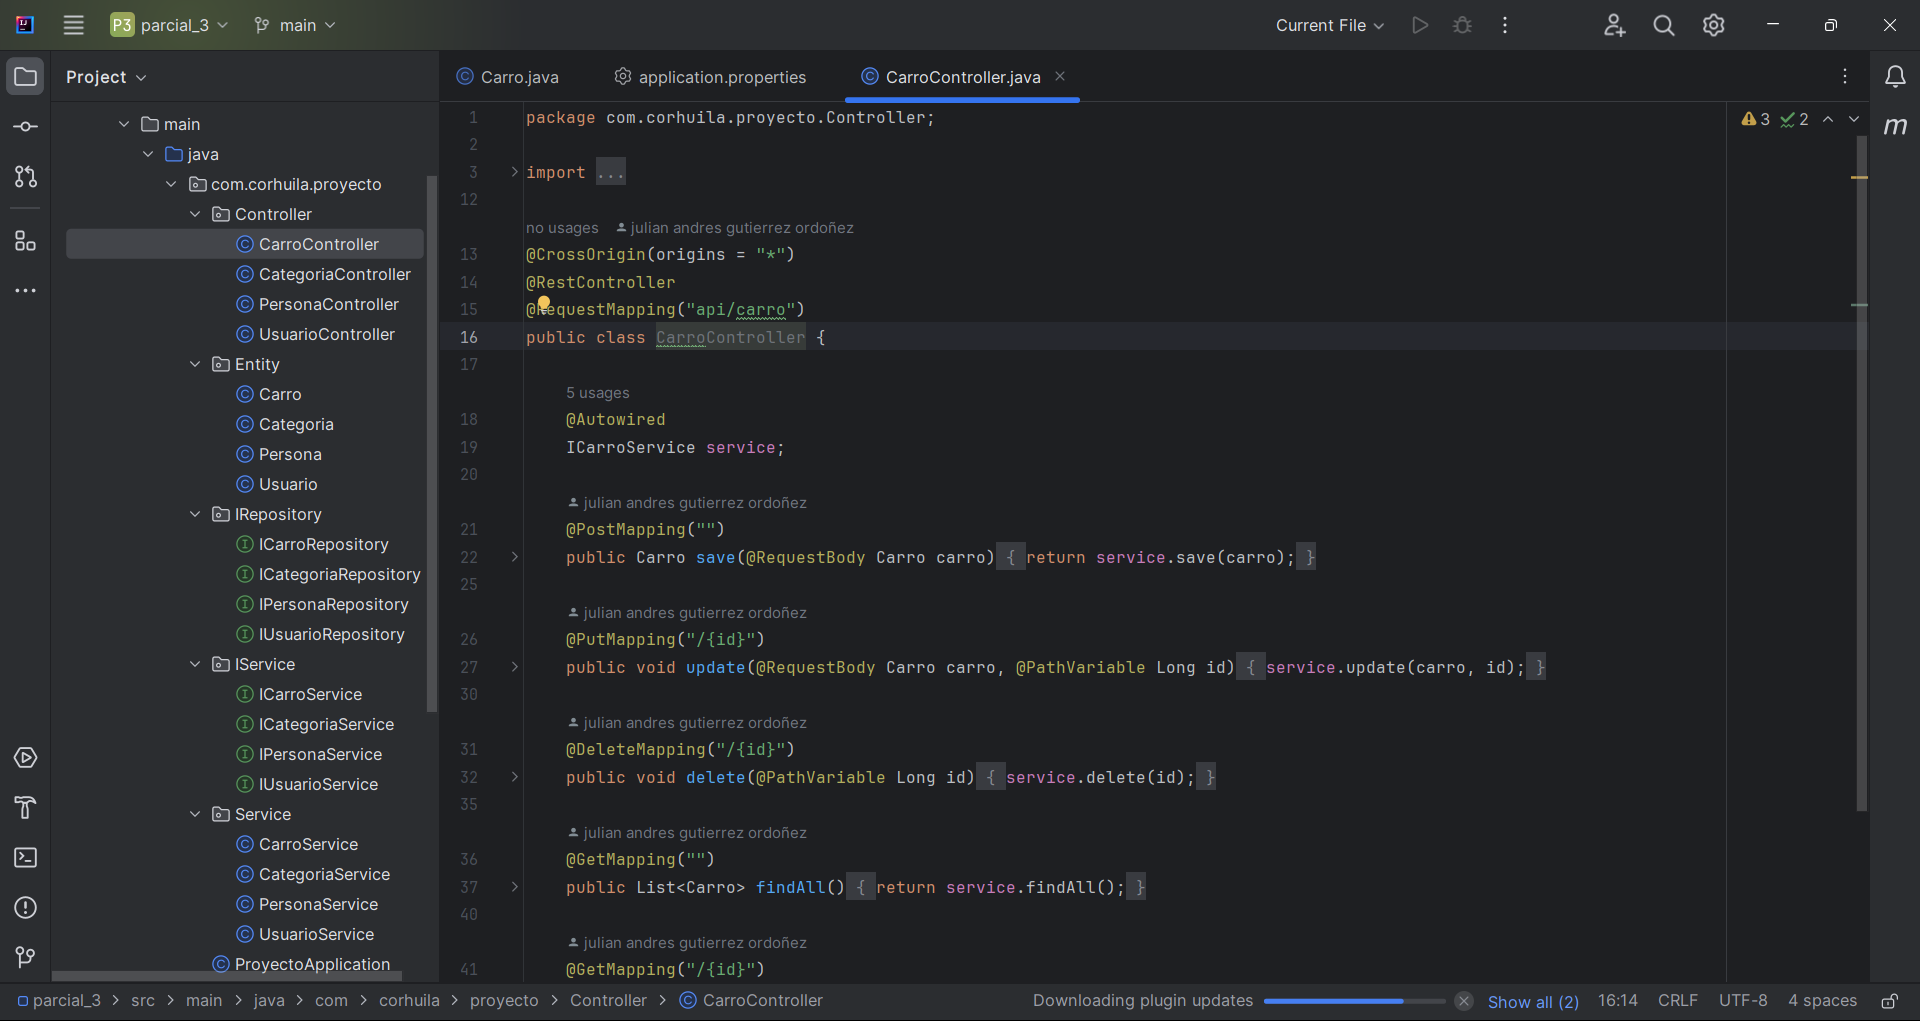 P3 parcial_3 main Current File
Project
Carro.java application.properties CarroController.java
main
java
com.corhuila.proyecto
Controller
CarroController
CategoriaController
PersonaController
UsuarioController
Entity
Carro
Categoria
Persona
Usuario
IRepository
ICarroRepository
ICategoriaRepository
IPersonaRepository
IUsuarioRepository
IService
ICarroService
ICategoriaService
IPersonaService
IUsuarioService
Service
CarroService
CategoriaService
PersonaService
UsuarioService
ProyectoApplication
3 2
m
1 package com.corhuila.proyecto.Controller;
2
3 import ...
12
no usages julian andres gutierrez ordoñez
13 @CrossOrigin(origins = "*")
14 @RestController
15 @RequestMapping("api/carro")
16 public class CarroController {
17
5 usages
18 @Autowired
19 ICarroService service;
20
julian andres gutierrez ordoñez
21 @PostMapping("")
22 public Carro save(@RequestBody Carro carro) { return service.save(carro); }
25
julian andres gutierrez ordoñez
26 @PutMapping("/{id}")
27 public void update(@RequestBody Carro carro, @PathVariable Long id) { service.update(carro, id); }
30
julian andres gutierrez ordoñez
31 @DeleteMapping("/{id}")
32 public void delete(@PathVariable Long id) { service.delete(id); }
35
julian andres gutierrez ordoñez
36 @GetMapping("")
37 public List<Carro> findAll() { return service.findAll(); }
40
julian andres gutierrez ordoñez
41 @GetMapping("/{id}")
parcial_3 > src > main > java > com > corhuila > proyecto > Controller > CarroController Downloading plugin updates Show all (2) 16:14 CRLF UTF-8 4 spaces